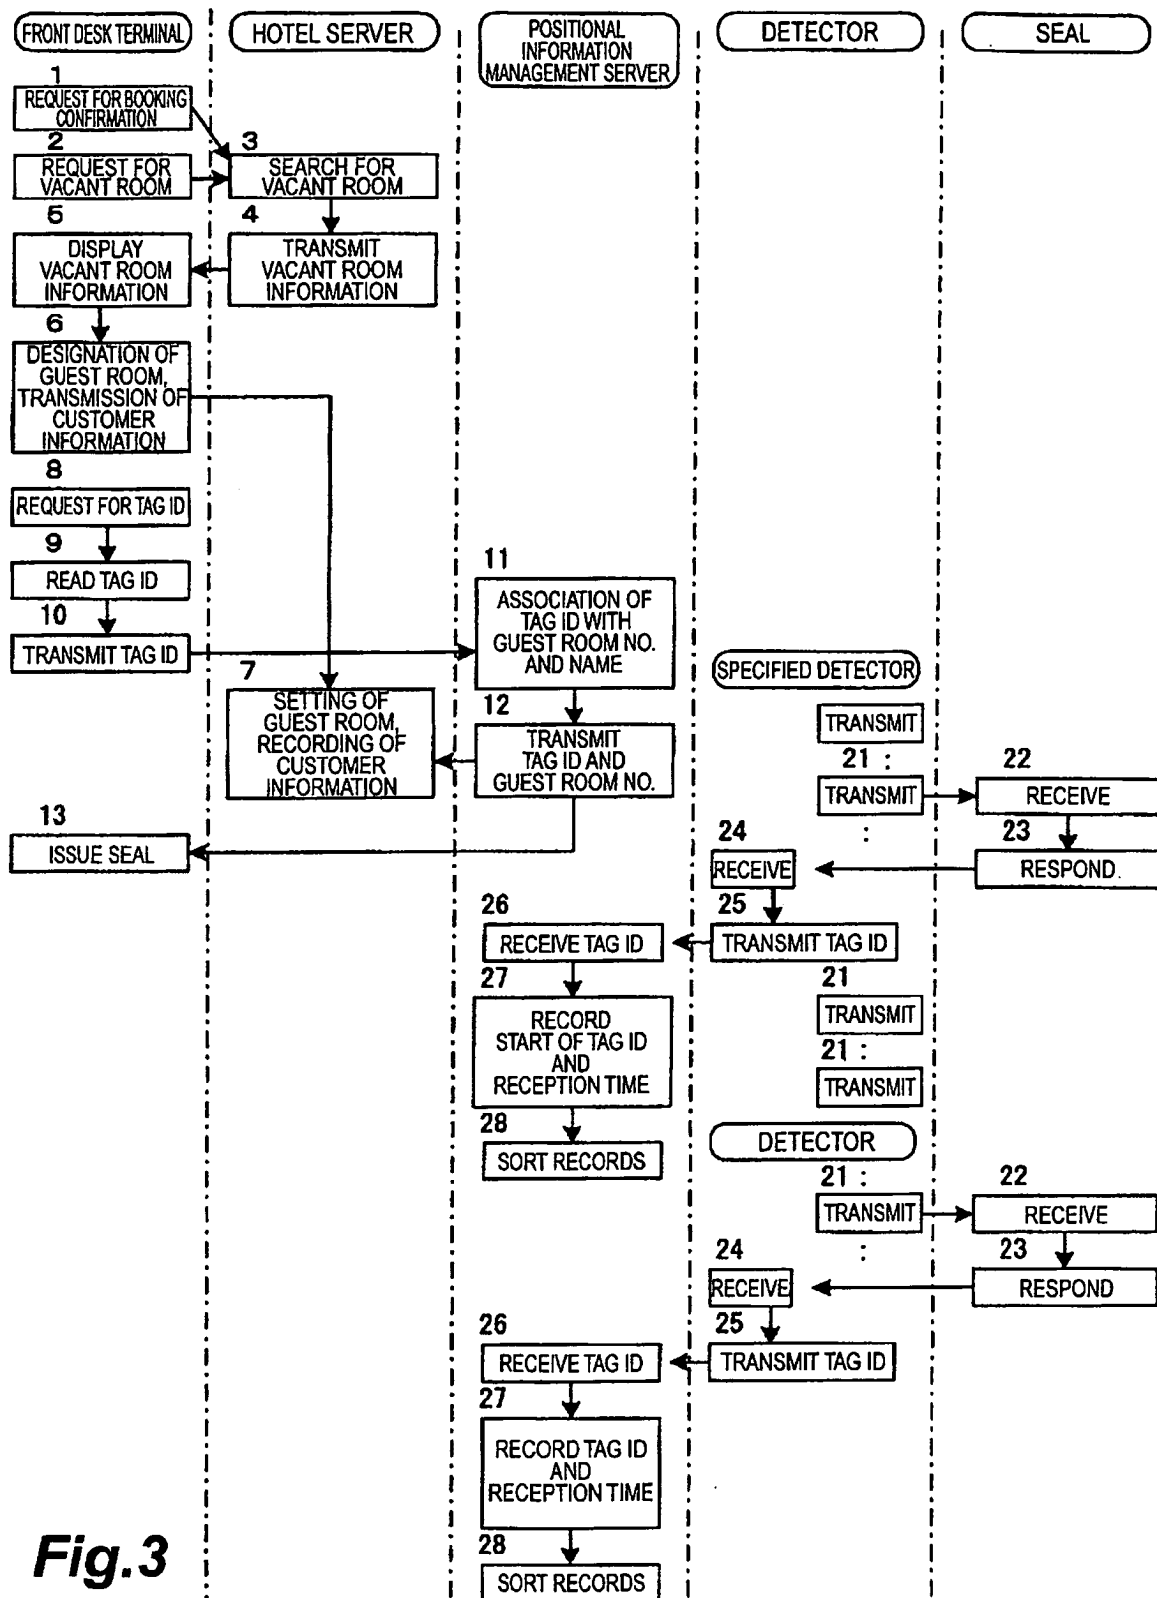 FRONT DESK TERMINAL
HOTEL SERVER
POSITIONAL
INFORMATION
MANAGEMENT SERVER
DETECTOR
SEAL
1
REQUEST FOR BOOKING
CONFIRMATION
2
REQUEST FOR
VACANT ROOM
3
SEARCH FOR
VACANT ROOM
5
DISPLAY
VACANT ROOM
INFORMATION
4
TRANSMIT
VACANT ROOM
INFORMATION
6
DESIGNATION OF
GUEST ROOM,
TRANSMISSION OF
CUSTOMER
INFORMATION
8
REQUEST FOR TAG ID
9
READ TAG ID
10
TRANSMIT TAG ID
11
ASSOCIATION OF
TAG ID WITH
GUEST ROOM NO.
AND NAME
7
SETTING OF
GUEST ROOM,
RECORDING OF
CUSTOMER
INFORMATION
12
TRANSMIT
TAG ID AND
GUEST ROOM NO.
13
ISSUE SEAL
SPECIFIED DETECTOR
TRANSMIT
21 :
TRANSMIT
:
22
RECEIVE
24
RECEIVE
23
RESPOND.
25
TRANSMIT TAG ID
26
RECEIVE TAG ID
27
RECORD
START OF TAG ID
AND
RECEPTION TIME
28
SORT RECORDS
21
TRANSMIT
21 :
TRANSMIT
DETECTOR
21 :
TRANSMIT
:
22
RECEIVE
24
RECEIVE
23
RESPOND
25
TRANSMIT TAG ID
26
RECEIVE TAG ID
27
RECORD TAG ID
AND
RECEPTION TIME
28
SORT RECORDS
Fig.3